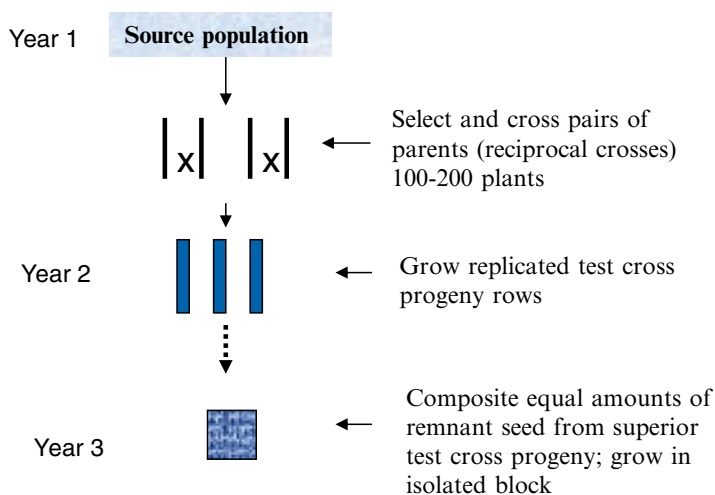 Year 1
Source population
x x
Select and cross pairs of
parents (reciprocal crosses)
100-200 plants
Year 2
Grow replicated test cross
progeny rows
Year 3
Composite equal amounts of
remnant seed from superior
test cross progeny; grow in
isolated block